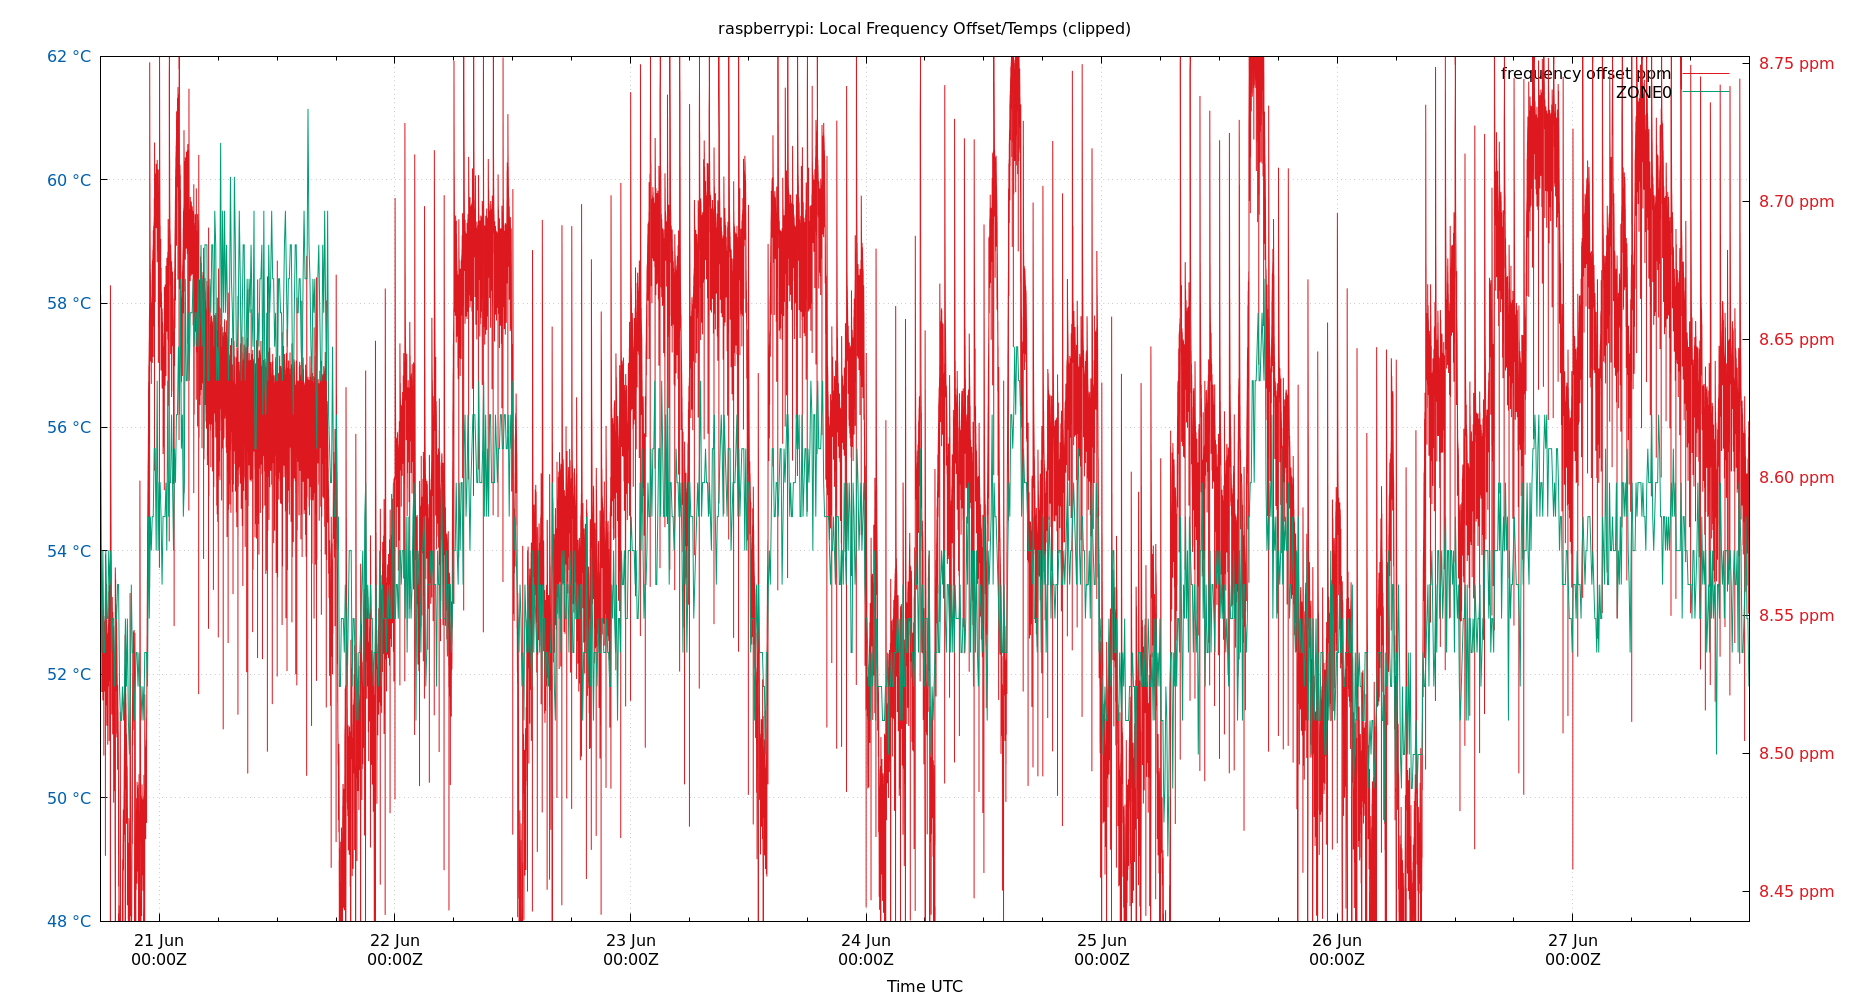 raspberrypi: Local Frequency Offset/Temps (clipped)
62 °C
60 °C
58 °C
56 °C
54 °C
52 °C
50 °C
48 °C
8.75 ppm
8.70 ppm
8.65 ppm
8.60 ppm
8.55 ppm
8.50 ppm
8.45 ppm
frequency offset ppm
ZONE0
21 Jun
00:00Z
22 Jun
00:00Z
23 Jun
00:00Z
24 Jun
00:00Z
25 Jun
00:00Z
26 Jun
00:00Z
27 Jun
00:00Z
Time UTC